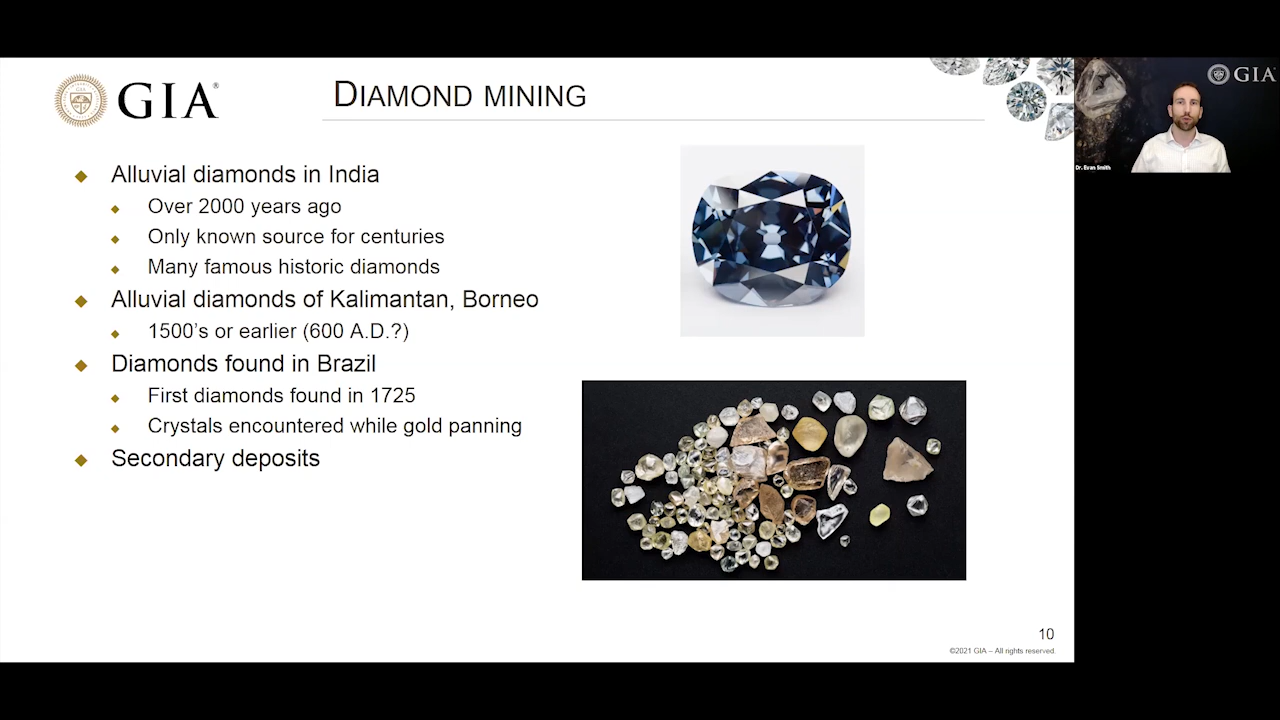 GIA®
DIAMOND MINING
Alluvial diamonds in India
Over 2000 years ago
Only known source for centuries
Many famous historic diamonds
Alluvial diamonds of Kalimantan, Borneo
1500's or earlier (600 A.D.?)
Diamonds found in Brazil
First diamonds found in 1725
Crystals encountered while gold panning
Secondary deposits
10
©2021 GIA – All rights reserved.
GIA
Dr. Evan Smith